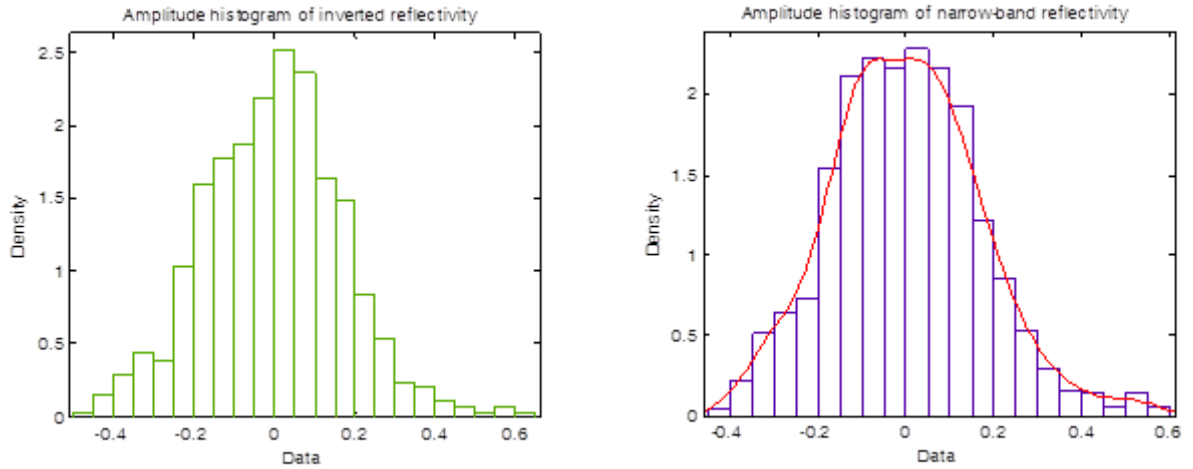 Amplitude histogram of inverted reflectivity
2.5
2
1.5
1
0.5
0
Density
-0.4 -0.2 0 0.2 0.4 0.6
Data
Amplitude histogram of narrow-band reflectivity
2
1.5
1
0.5
0
Density
-0.4 -0.2 0 0.2 0.4 0.6
Data